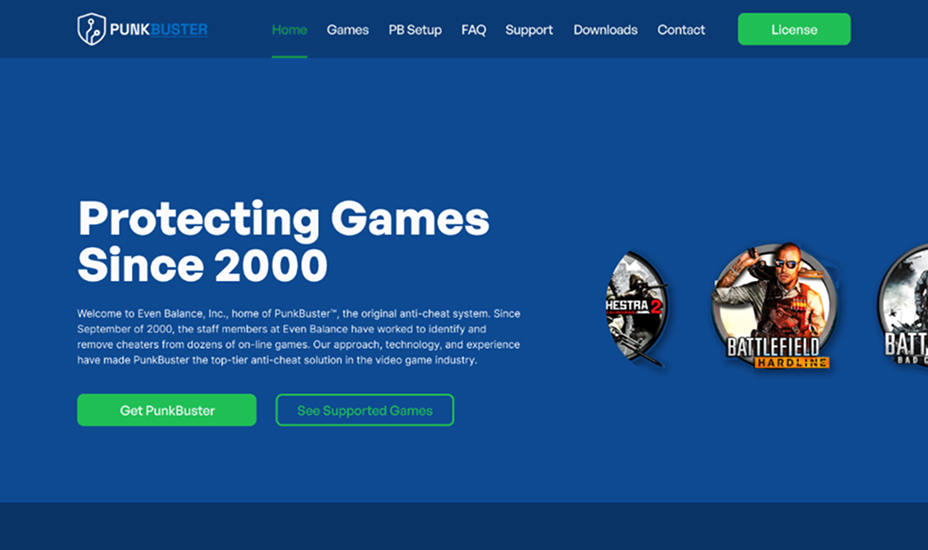 PUNKBUSTER
Home
Games
PB Setup
FAQ
Support
Downloads
Contact
License
Protecting Games
Since 2000
Welcome to Even Balance, Inc., home of PunkBuster™, the original anti-cheat system. Since
September of 2000, the staff members at Even Balance have worked to identify and
remove cheaters from dozens of on-line games. Our approach, technology, and experience
have made PunkBuster the top-tier anti-cheat solution in the video game industry.
Get PunkBuster
See Supported Games
HESTRA 2
BATTLEFIELD
HARDLINE
BATT
BAD C